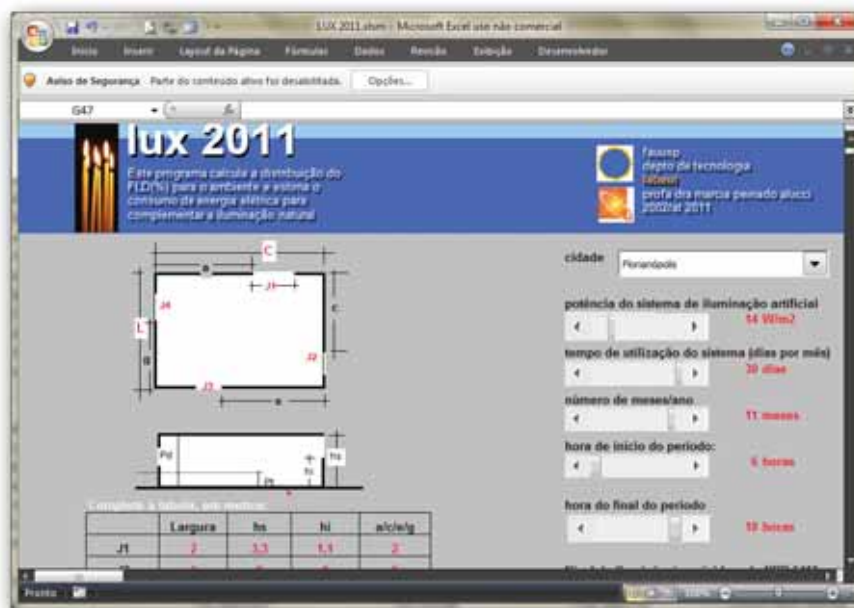 LUX 2011.xlsm - Microsoft Excel uso não comercial
Início Inserir Layout da Página Fórmulas Dados Revisão Exibição Desenvolvedor
Aviso de Segurança Parte do conteúdo ativo foi desabilitada. Opções...
G47
lux 2011
Este programa calcula a distribuição do
FLD(%) para o ambiente e estima o
consumo de energia elétrica para
complementar a iluminação natural
fauusp
depto de tecnologia
labaut
profa dra marcia peinado alucci
C
J1
c
J4
L
J2
J3
Pd
hs
hi
cidade Florianópolis
potência do sistema de iluminação artificial
14 W/m2
tempo de utilização do sistema (dias por mês)
30 dias
número de meses/ano
11 meses
hora de início do período:
6 horas
hora do final do período
18 horas
Complete a tabela, em metros:
Largura hs hi a/c/e/g
J1 2 3,3 1,1 2
Pronto 100%